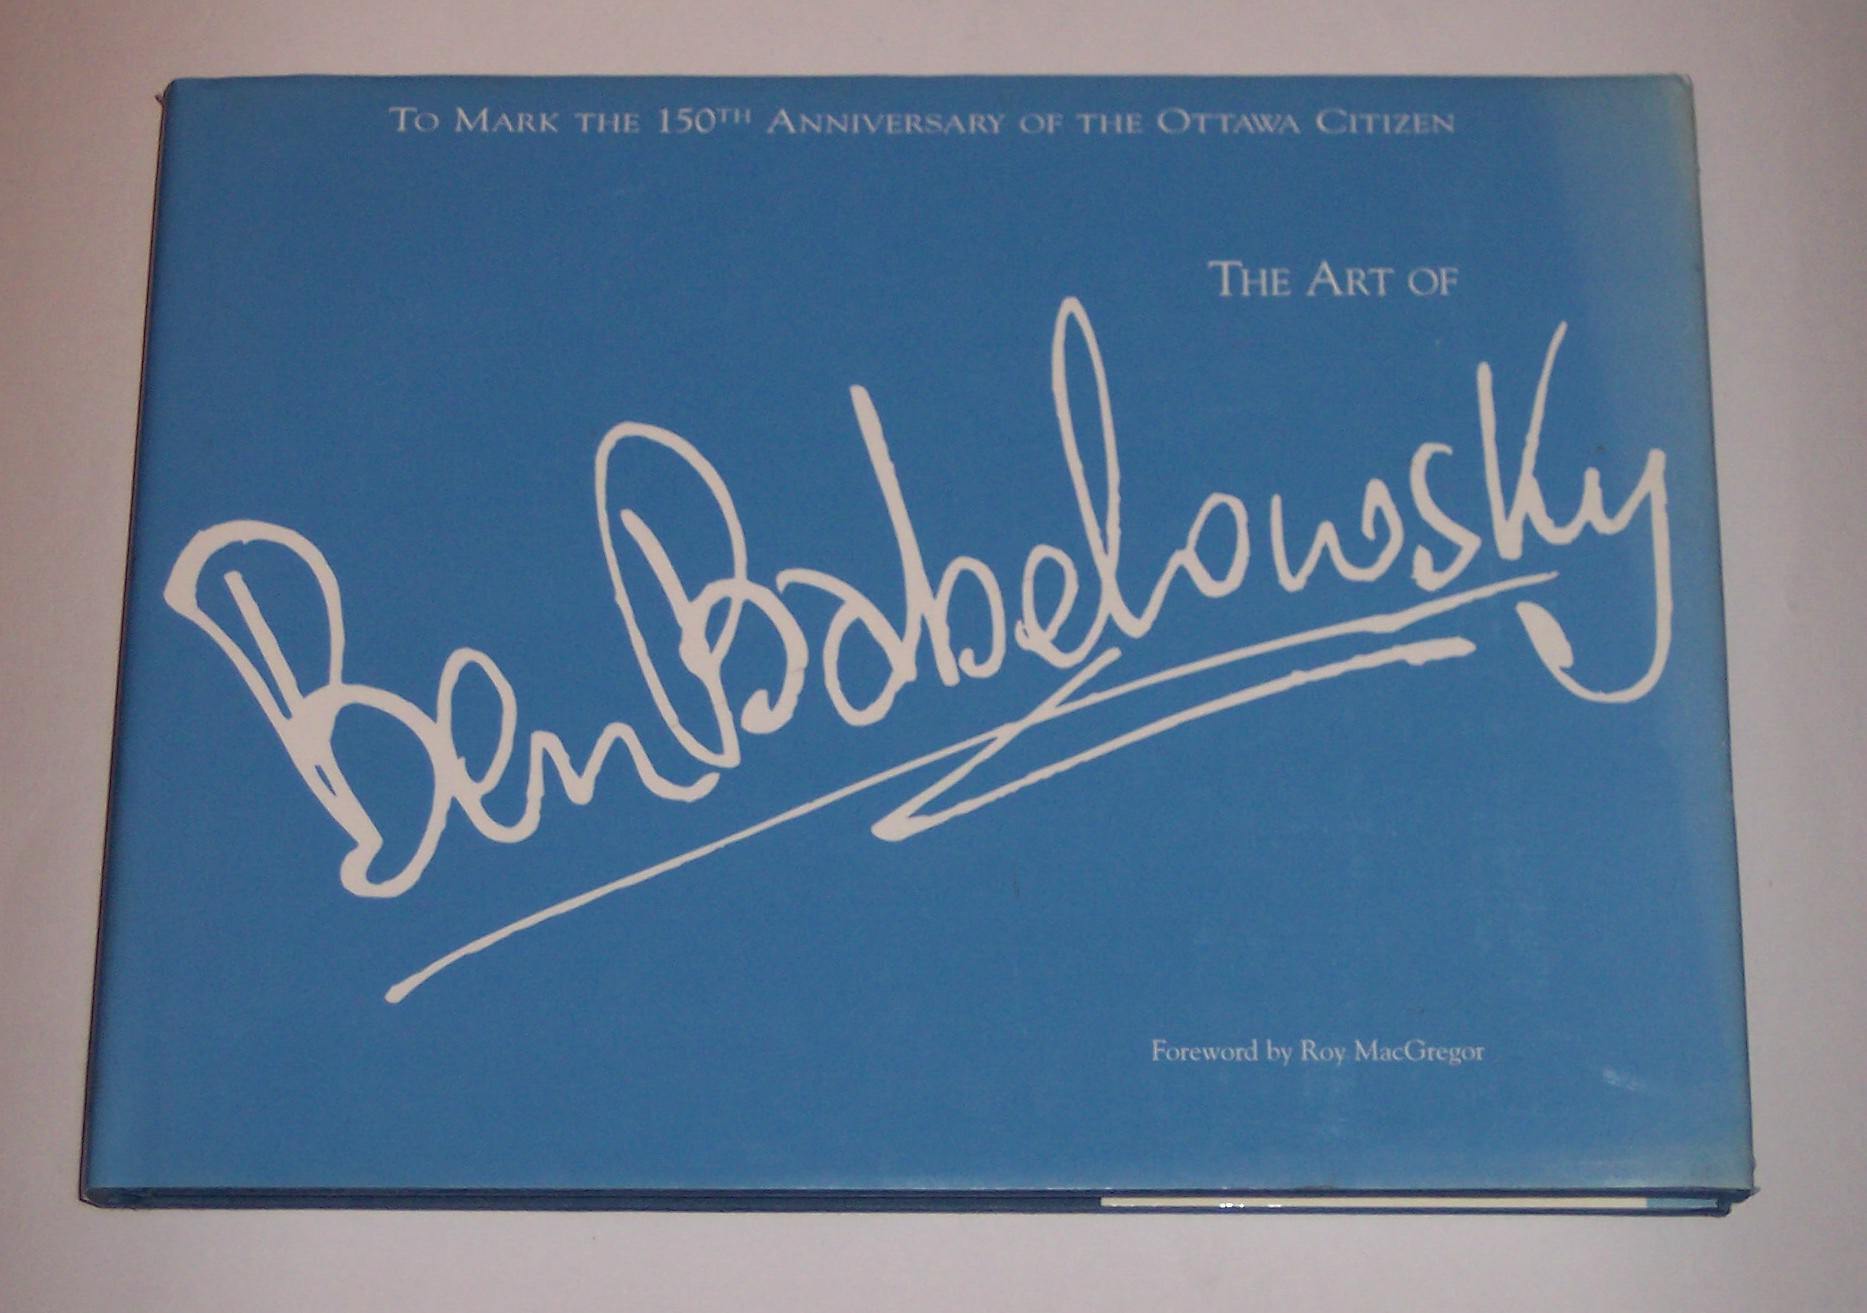 To Mark the 150th Anniversary of the Ottawa Citizen
The Art of
Ben Babelowsky
Foreword by Roy MacGregor